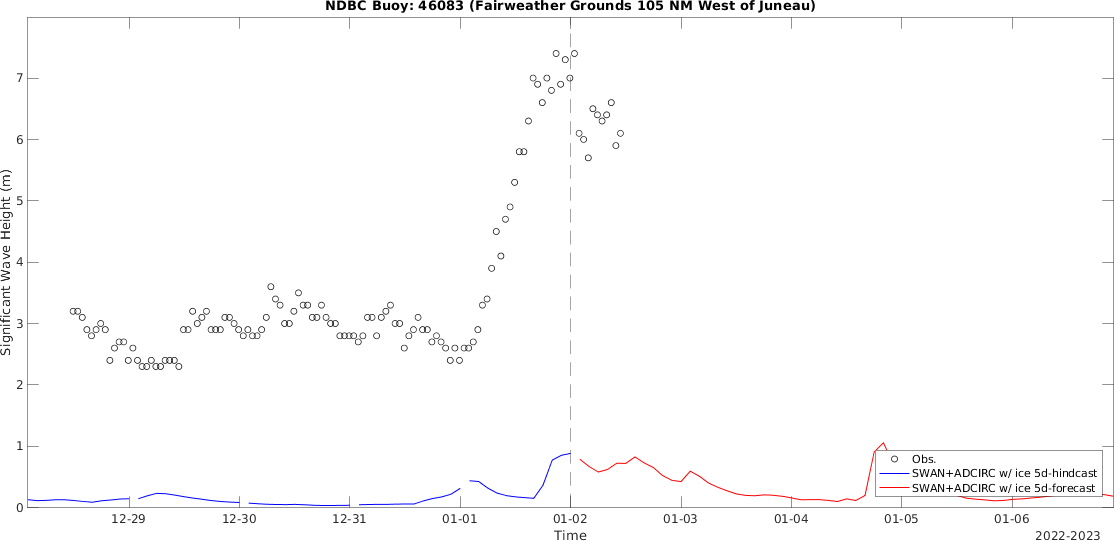 NDBC Buoy: 46083 (Fairweather Grounds 105 NM West of Juneau)
Significant Wave Height (m)
7
6
5
4
3
2
1
0
Obs.
SWAN+ADCIRC w/ ice 5d-hindcast
SWAN+ADCIRC w/ ice 5d-forecast
12-29 12-30 12-31 01-01 01-02 01-03 01-04 01-05 01-06
Time
2022-2023